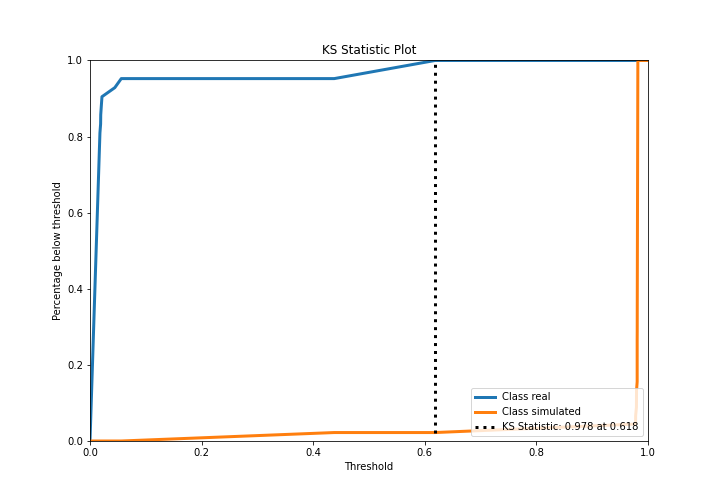 KS Statistic Plot
1.0
0.8
0.6
0.4
0.2
0.0
Percentage below threshold
0.0 0.2 0.4 0.6 0.8 1.0
Threshold
Class real
Class simulated
KS Statistic: 0.978 at 0.618